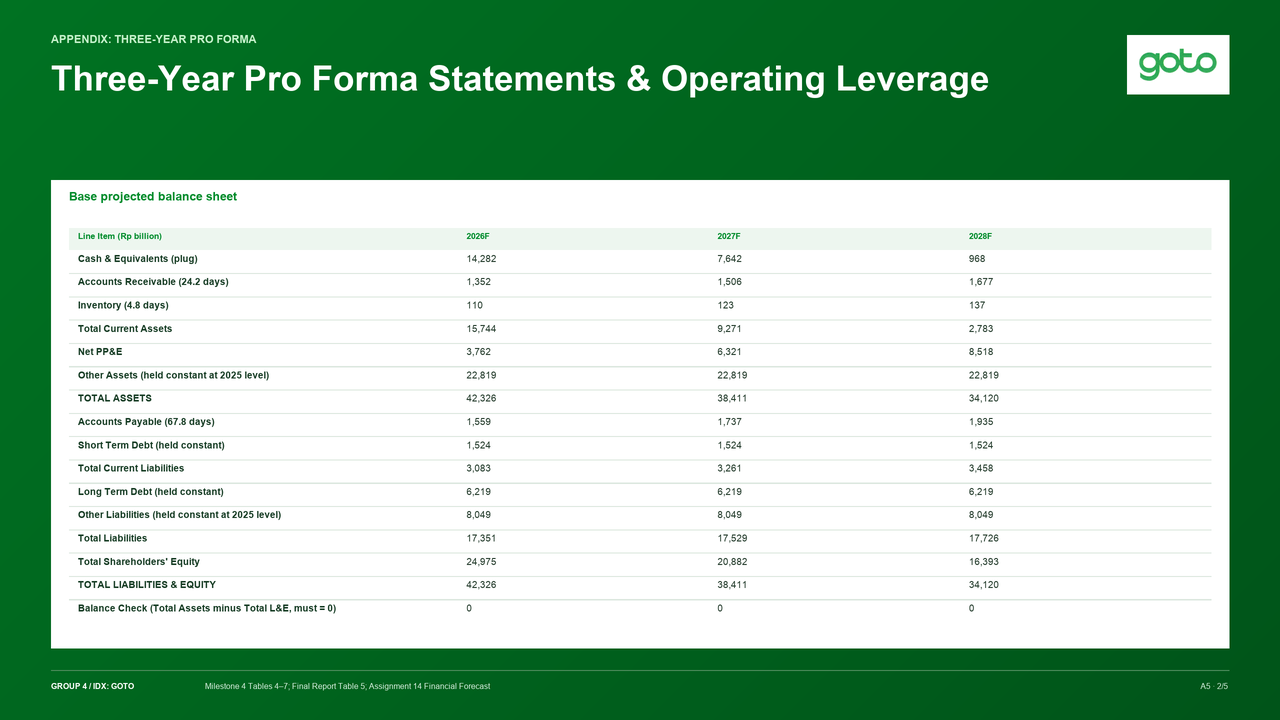 APPENDIX: THREE-YEAR PRO FORMA
Three-Year Pro Forma Statements & Operating Leverage
goto
Base projected balance sheet
Line Item (Rp billion) 2026F 2027F 2028F
Cash & Equivalents (plug) 14,282 7,642 968
Accounts Receivable (24.2 days) 1,352 1,506 1,677
Inventory (4.8 days) 110 123 137
Total Current Assets 15,744 9,271 2,783
Net PP&E 3,762 6,321 8,518
Other Assets (held constant at 2025 level) 22,819 22,819 22,819
TOTAL ASSETS 42,326 38,411 34,120
Accounts Payable (67.8 days) 1,559 1,737 1,935
Short Term Debt (held constant) 1,524 1,524 1,524
Total Current Liabilities 3,083 3,261 3,458
Long Term Debt (held constant) 6,219 6,219 6,219
Other Liabilities (held constant at 2025 level) 8,049 8,049 8,049
Total Liabilities 17,351 17,529 17,726
Total Shareholders' Equity 24,975 20,882 16,393
TOTAL LIABILITIES & EQUITY 42,326 38,411 34,120
Balance Check (Total Assets minus Total L&E, must = 0) 0 0 0
GROUP 4 / IDX: GOTO Milestone 4 Tables 4–7; Final Report Table 5; Assignment 14 Financial Forecast A5 · 2/5